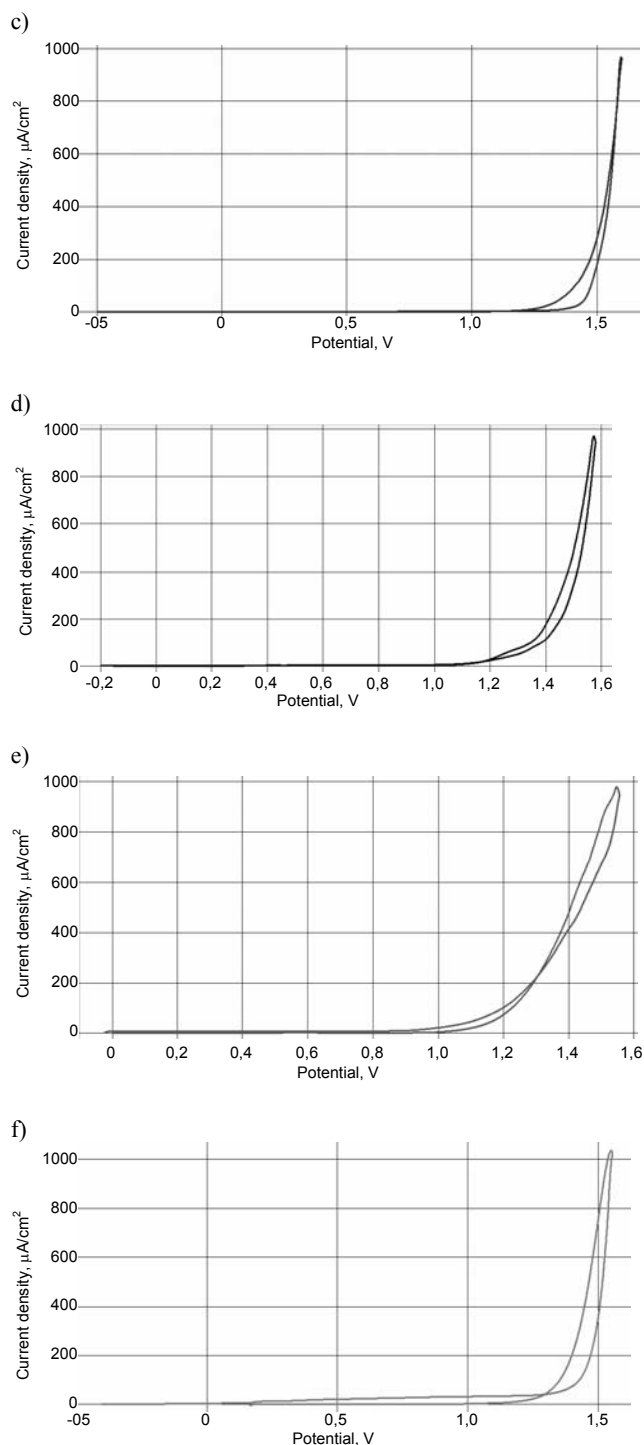 c)
1000
800
600
400
200
0
Current density, µA/cm²
-05 0 0,5 1,0 1,5
Potential, V
d)
1000
800
600
400
200
0
Current density, µA/cm²
-0,2 0 0,2 0,4 0,6 0,8 1,0 1,2 1,4 1,6
Potential, V
e)
1000
800
600
400
200
0
Current density, µA/cm²
0 0,2 0,4 0,6 0,8 1,0 1,2 1,4 1,6
Potential, V
f)
1000
800
600
400
200
0
Current density, µA/cm²
-05 0 0,5 1,0 1,5
Potential, V